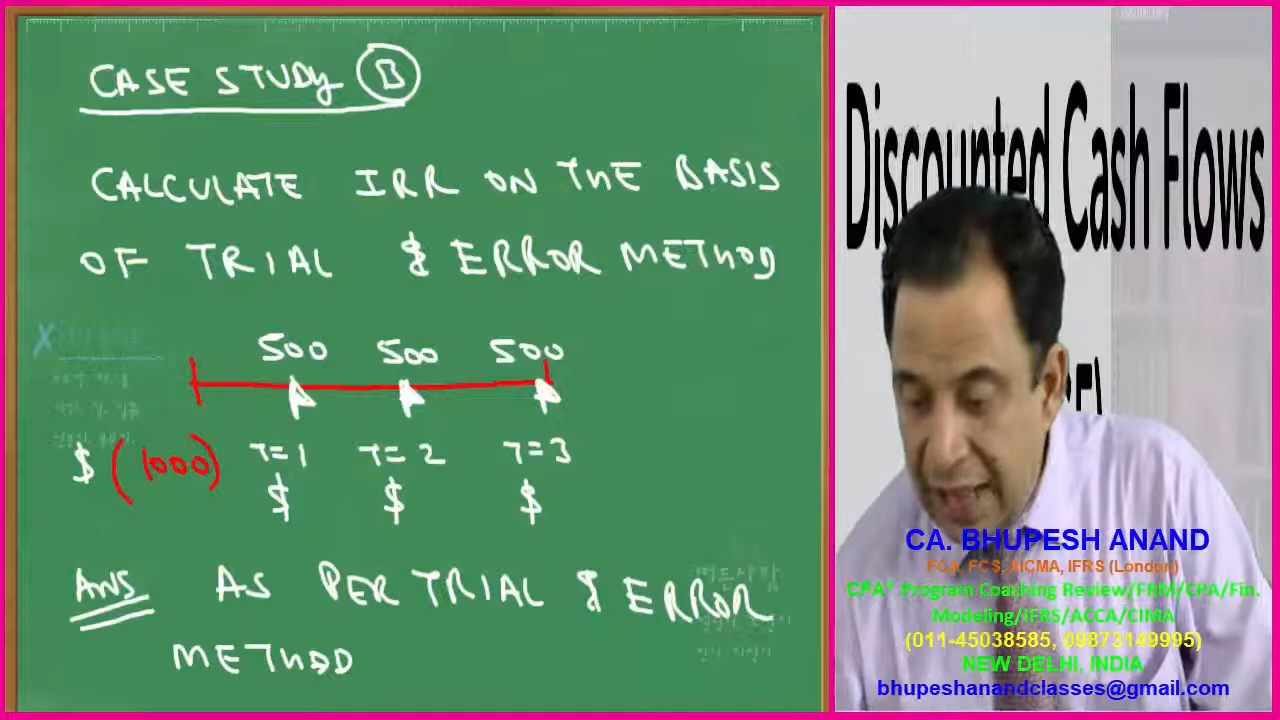 CASE STUDY B
CALCULATE IRR ON THE BASIS
OF TRIAL & ERROR METHOD
500 500 500
$ (1000) T=1 T=2 T=3
$ $ $
ANS AS PER TRIAL & ERROR
METHOD
Discounted Cash Flows
CA. BHUPESH ANAND
FCA, FCS, AICMA, IFRS (London)
CFA® Program Coaching Review/FRM/CPA/Fin.
Modeling/IFRS/ACCA/CIMA
(011-45038585, 09873149995)
NEW DELHI, INDIA
bhupeshanandclasses@gmail.com